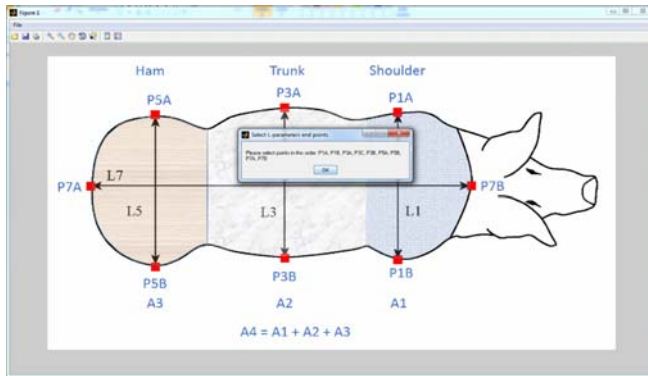 Figure 1
File
Ham Trunk Shoulder
P5A P3A P1A
Select L-parameters end points
Please select points in the order P1A, P1B, P3A, P3C, P3B, P5A, P5B,
P7A, P7B
OK
P7A L7 P7B
L5 L3 L1
P5B P3B P1B
A3 A2 A1
A4 = A1 + A2 + A3